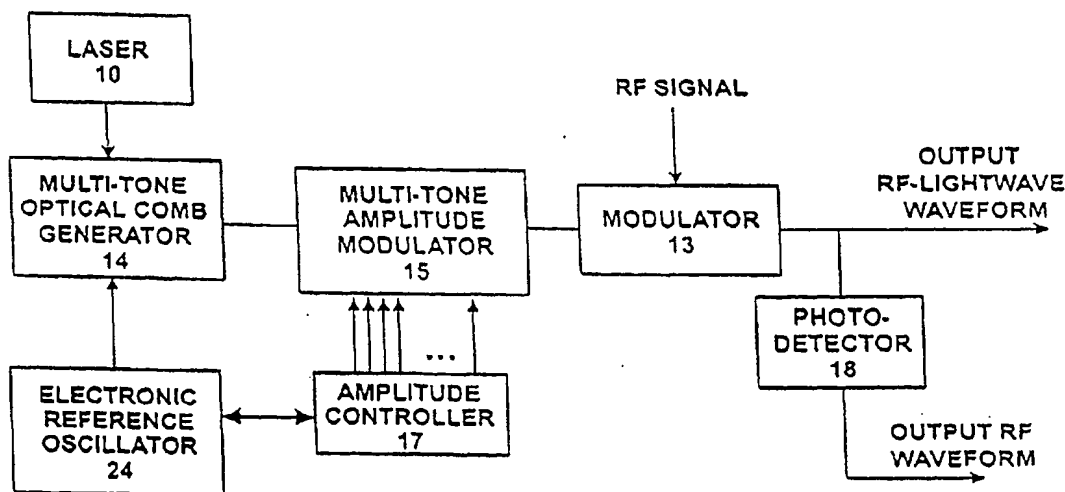 LASER
10
RF SIGNAL
MULTI-TONE
OPTICAL COMB
GENERATOR
14
MULTI-TONE
AMPLITUDE
MODULATOR
15
MODULATOR
13
OUTPUT
RF-LIGHTWAVE
WAVEFORM
PHOTO-
DETECTOR
18
ELECTRONIC
REFERENCE
OSCILLATOR
24
...
AMPLITUDE
CONTROLLER
17
OUTPUT RF
WAVEFORM